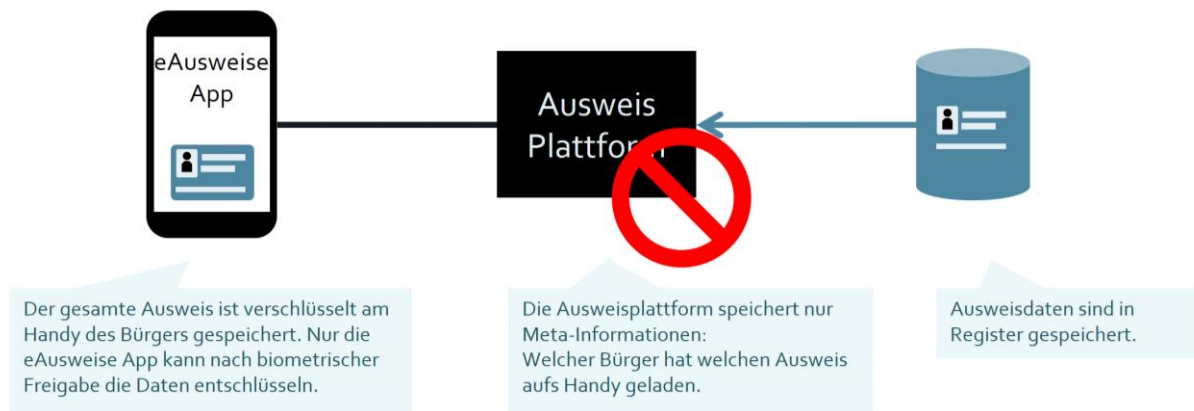 eAusweise
App
Ausweis
Plattform
Der gesamte Ausweis ist verschlüsselt am
Handy des Bürgers gespeichert. Nur die
eAusweise App kann nach biometrischer
Freigabe die Daten entschlüsseln.
Die Ausweisplattform speichert nur
Meta-Informationen:
Welcher Bürger hat welchen Ausweis
aufs Handy geladen.
Ausweisdaten sind in
Register gespeichert.